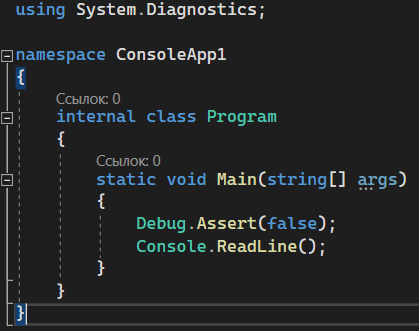 using System.Diagnostics;
namespace ConsoleApp1
{
Ссылок: 0
internal class Program
{
Ссылок: 0
static void Main(string[] args)
{
Debug.Assert(false);
Console.ReadLine();
}
}
}